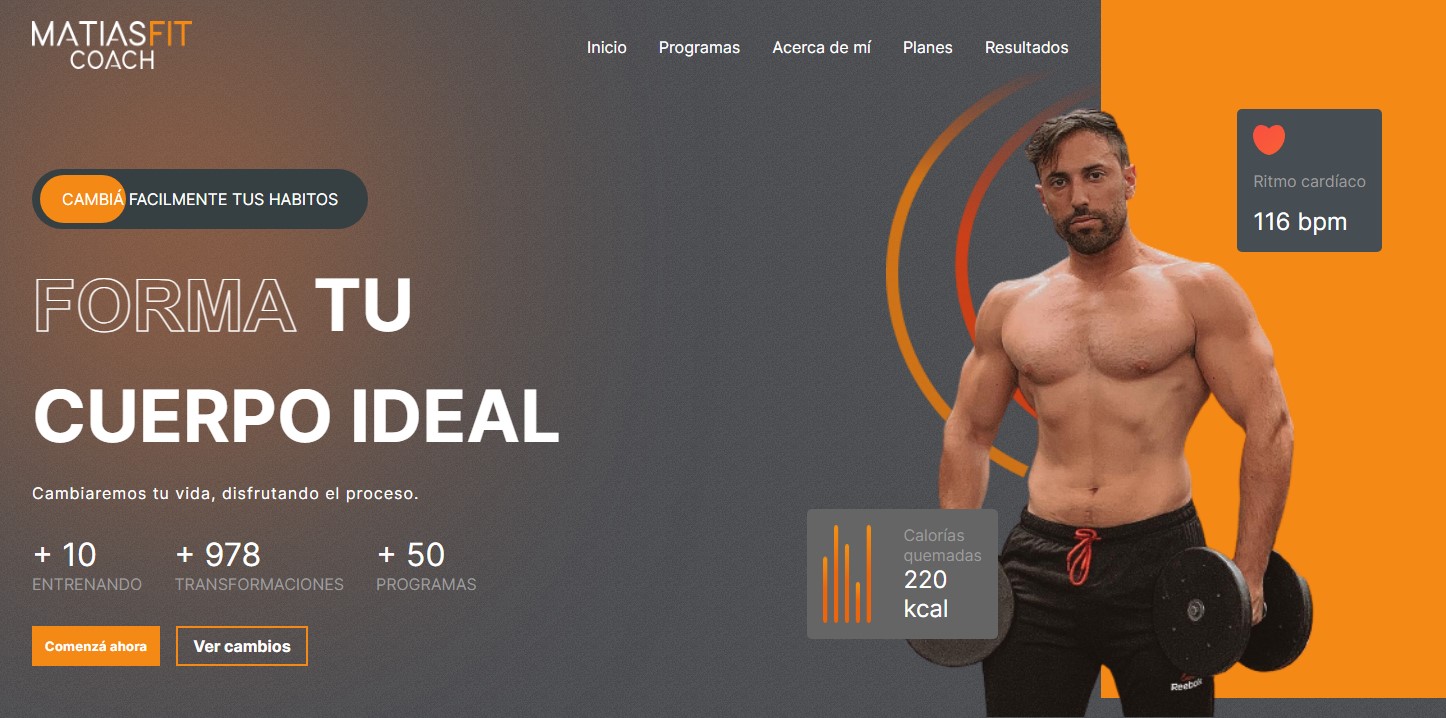 MATIASFIT
COACH
Inicio Programas Acerca de mí Planes Resultados
CAMBIÁ FACILMENTE TUS HABITOS
FORMA TU
CUERPO IDEAL
Cambiaremos tu vida, disfrutando el proceso.
+ 10 + 978 + 50
ENTRENANDO TRANSFORMACIONES PROGRAMAS
Comenzá ahora Ver cambios
Ritmo cardíaco
116 bpm
Calorías
quemadas
220
kcal
Reebok